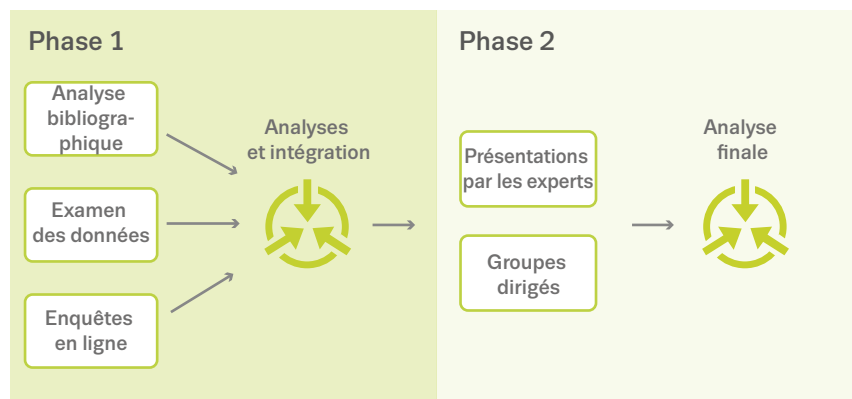 Phase 1
Analyse
bibliogra-
phique
Examen
des données
Enquêtes
en ligne
Analyses
et intégration
Phase 2
Présentations
par les experts
Groupes
dirigés
Analyse
finale